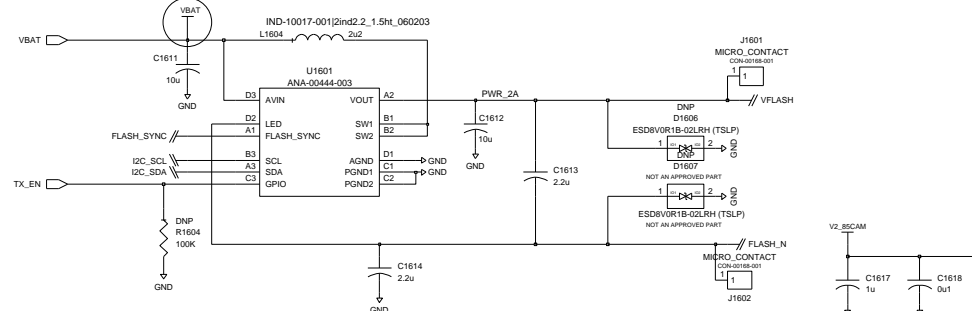 VBAT
VBAT
IND-10017-001|2ind2.2_1.5ht_060203
L1604
2u2
C1611
10u
GND
U1601
ANA-00444-003
D3
AVIN
VOUT
A2
PWR_2A
D2
LED
SW1
B1
FLASH_SYNC
A1
FLASH_SYNC
SW2
B2
I2C_SCL
B3
SCL
AGND
D1
GND
I2C_SDA
A3
SDA
PGND1
C1
GND
TX_EN
C3
GPIO
PGND2
C2
C1612
10u
GND
C1613
2.2u
J1601
MICRO_CONTACT
CON-00168-001
1
1
VFLASH
DNP
D1606
ESD8V0R1B-02LRH (TSLP)
1
2
GND
DNP
D1607
NOT AN APPROVED PART
1
2
GND
ESD8V0R1B-02LRH (TSLP)
NOT AN APPROVED PART
DNP
R1604
100K
GND
FLASH_N
MICRO_CONTACT
CON-00168-001
1
1
J1602
C1614
2.2u
GND
V2_85CAM
C1617
1u
C1618
0u1